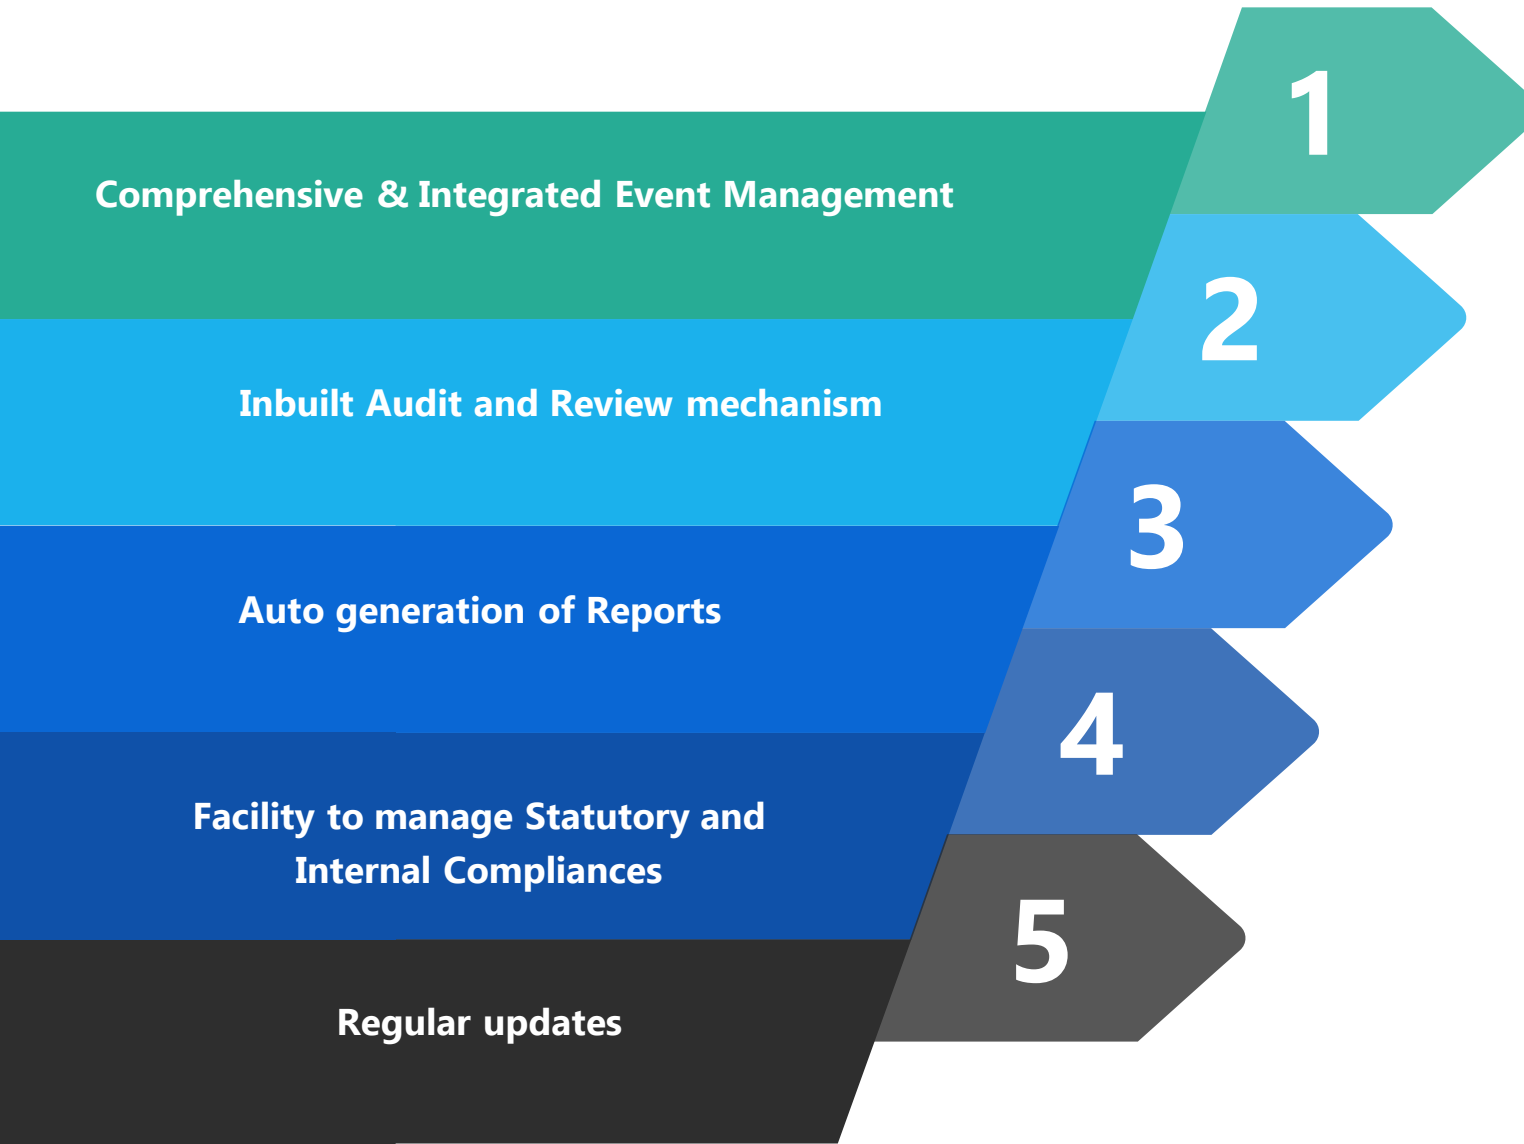 1
Comprehensive & Integrated Event Management
2
Inbuilt Audit and Review mechanism
3
Auto generation of Reports
4
Facility to manage Statutory and
Internal Compliances
5
Regular updates